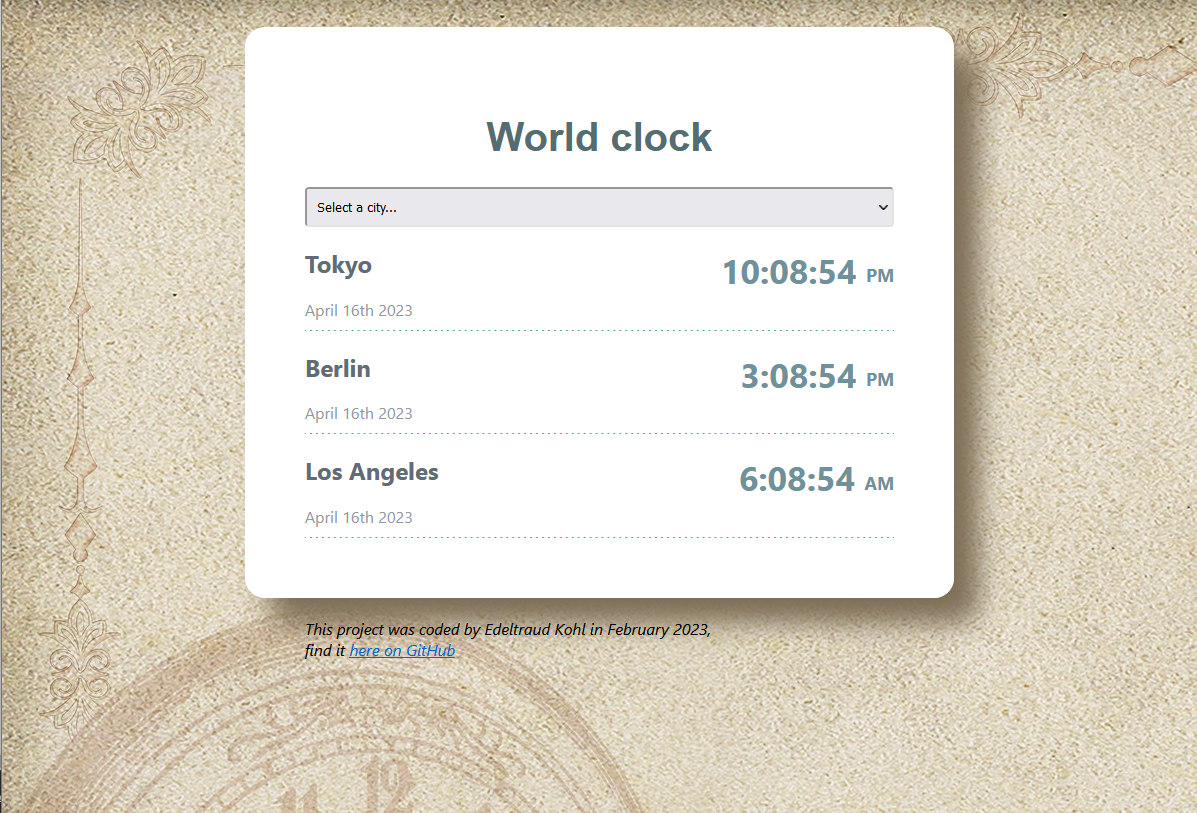 World clock
Select a city...
Tokyo
10:08:54 PM
April 16th 2023
Berlin
3:08:54 PM
April 16th 2023
Los Angeles
6:08:54 AM
April 16th 2023
This project was coded by Edeltraud Kohl in February 2023,
find it here on GitHub